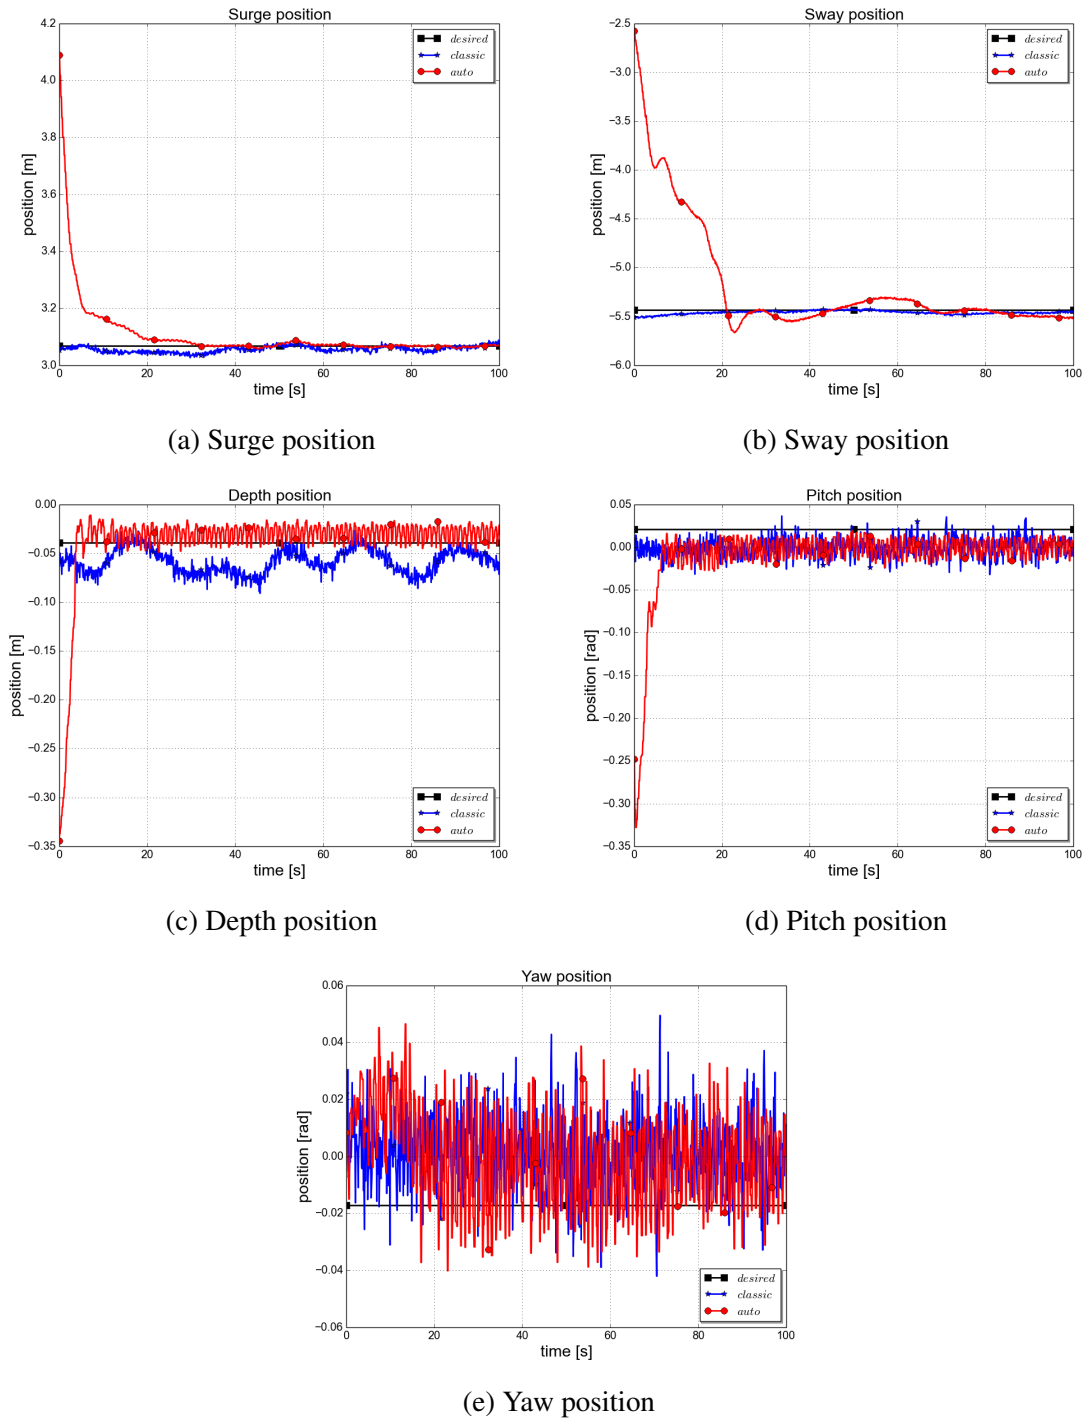 Surge position
4.2
4.0
3.8
3.6
3.4
3.2
3.0
position [m]
0 20 40 60 80 100
time [s]
desired
classic
auto
(a) Surge position
Sway position
−2.5
−3.0
−3.5
−4.0
−4.5
−5.0
−5.5
−6.0
position [m]
0 20 40 60 80 100
time [s]
desired
classic
auto
(b) Sway position
Depth position
0.00
−0.05
−0.10
−0.15
−0.20
−0.25
−0.30
−0.35
position [m]
0 20 40 60 80 100
time [s]
desired
classic
auto
(c) Depth position
Pitch position
0.05
0.00
−0.05
−0.10
−0.15
−0.20
−0.25
−0.30
−0.35
position [rad]
0 20 40 60 80 100
time [s]
desired
classic
auto
(d) Pitch position
Yaw position
0.06
0.04
0.02
0.00
−0.02
−0.04
−0.06
position [rad]
0 20 40 60 80 100
time [s]
desired
classic
auto
(e) Yaw position